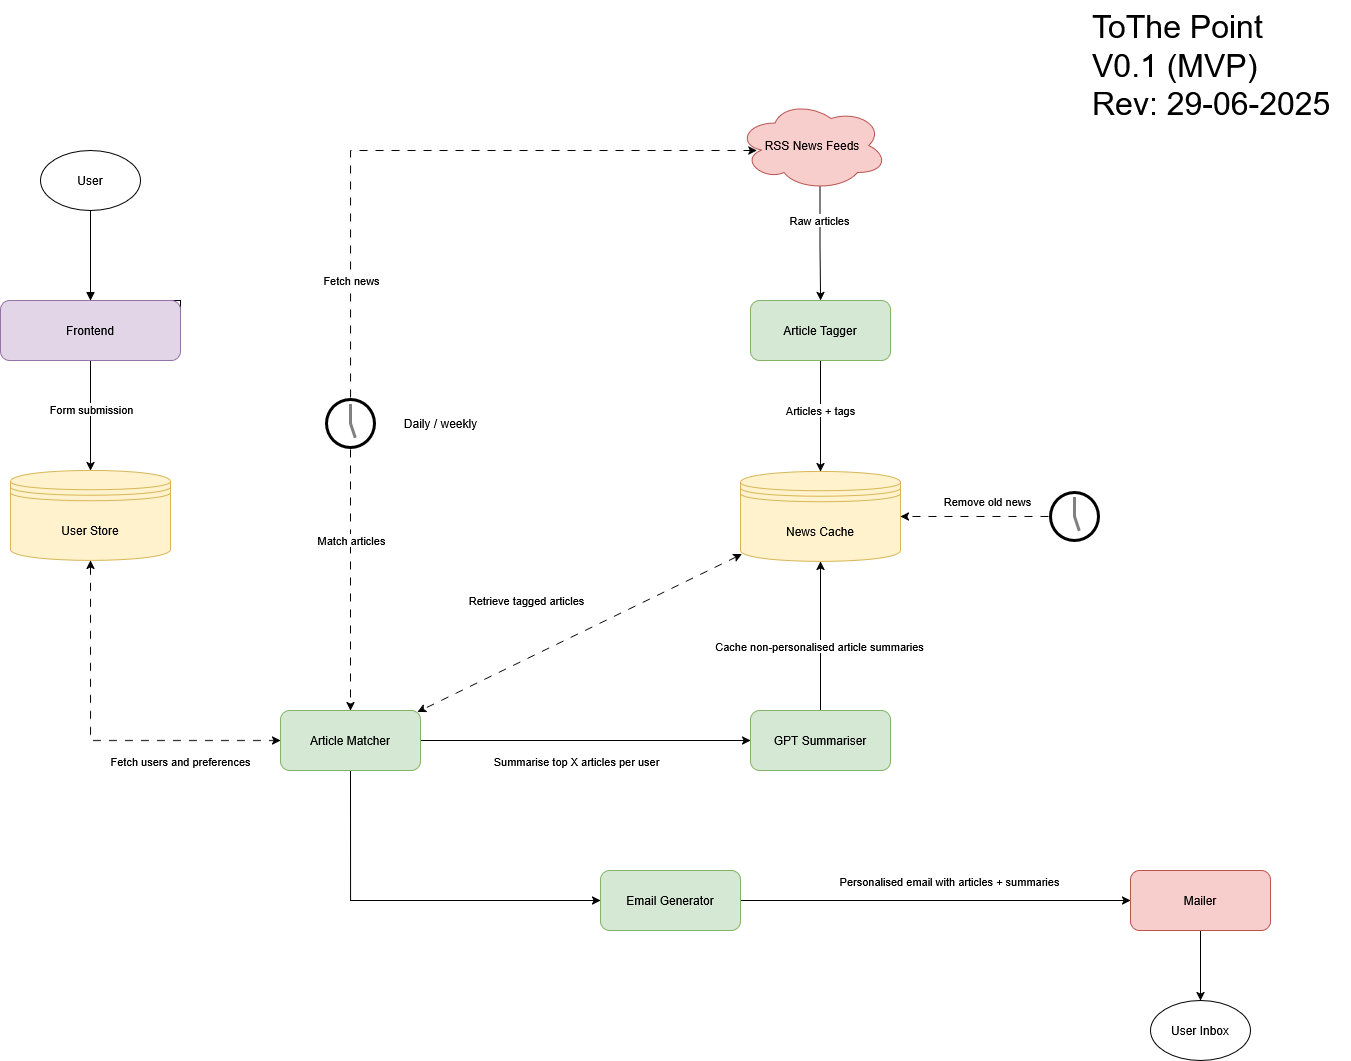 ToThe Point
V0.1 (MVP)
Rev: 29-06-2025
RSS News Feeds
User
Raw articles
Fetch news
Frontend
Article Tagger
Form submission
Articles + tags
Daily / weekly
Remove old news
User Store
News Cache
Match articles
Retrieve tagged articles
Cache non-personalised article summaries
Article Matcher
GPT Summariser
Fetch users and preferences
Summarise top X articles per user
Personalised email with articles + summaries
Email Generator
Mailer
User Inbox